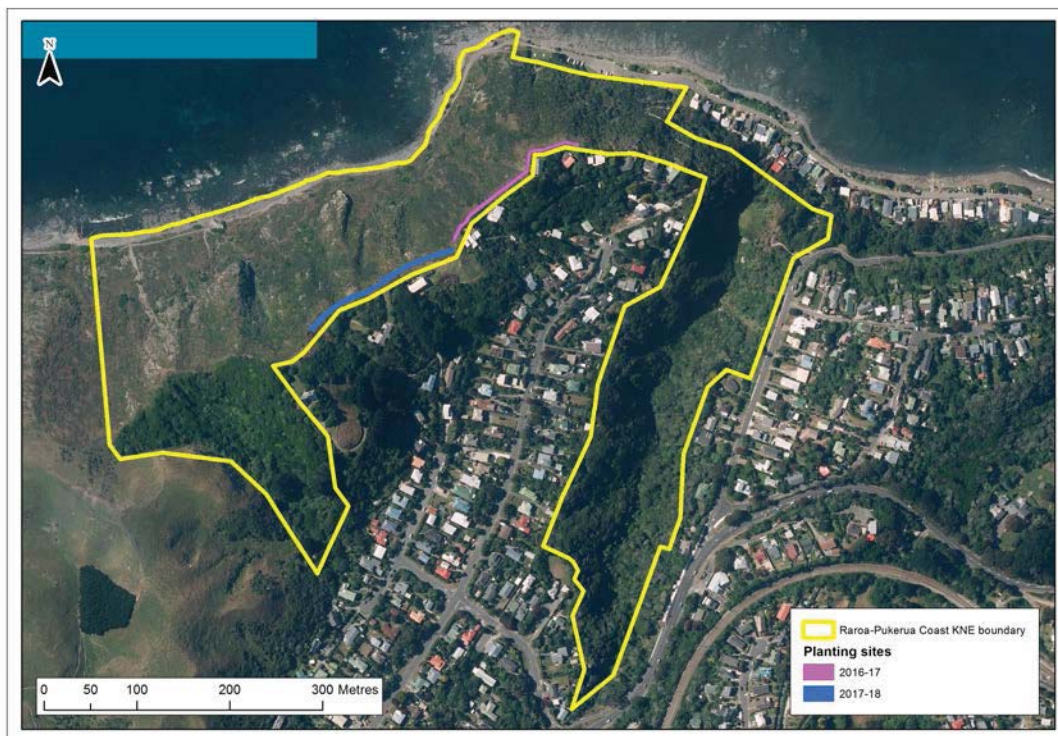 N
0 50 100 200 300 Metres
Raroa-Pukerua Coast KNE boundary
Planting sites
2016-17
2017-18